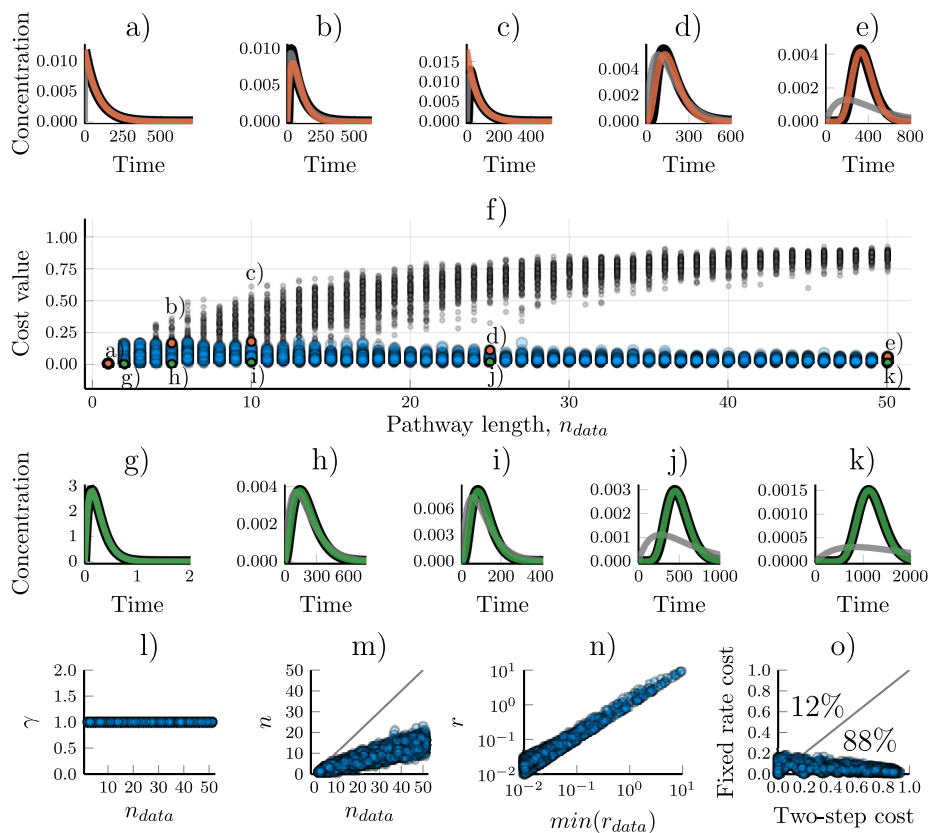 a) b) c) d) e)
Concentration
0.010 0.005 0.000
0 250 500
0.010 0.005 0.000
0 250 500
0.015 0.010 0.005 0.000
0 250 500
0.004 0.002 0.000
0 300 600
0.004 0.002 0.000
0 400 800
Time Time Time Time Time
f)
Cost value
1.00
0.75
0.50
0.25
0.00
a) b) c) d) e)
g) h) i) j) k)
0 10 20 30 40 50
Pathway length, n_data
g) h) i) j) k)
Concentration
3 2 1 0
0 1 2
0.004 0.002 0.000
0 300 600
0.006 0.003 0.000
0 200 400
0.003 0.002 0.001 0.000
0 500 1000
0.0015 0.0010 0.0005 0.0000
0 1000 2000
Time Time Time Time Time
l) m) n) o)
γ
2.0 1.5 1.0 0.5 0.0
10 20 30 40 50
n_data
n
50 40 30 20 10 0
0 10 20 30 40 50
n_data
r
10¹ 10⁰ 10⁻¹ 10⁻²
10⁻² 10⁻¹ 10⁰ 10¹
min(r_data)
Fixed rate cost
1.0 0.8 0.6 0.4 0.2 0.0
12%
88%
0.0 0.2 0.4 0.6 0.8 1.0
Two-step cost